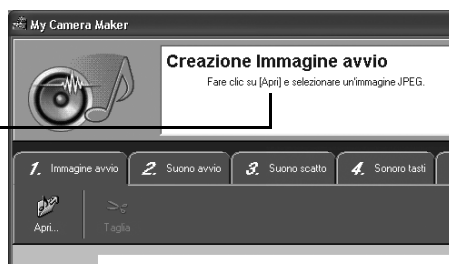 My Camera Maker
Creazione Immagine avvio
Fare clic su [Apri] e selezionare un'immagine JPEG.
1. Immagine avvio
2. Suono avvio
3. Suono scatto
4. Sonoro tasti
Apri...
Taglia